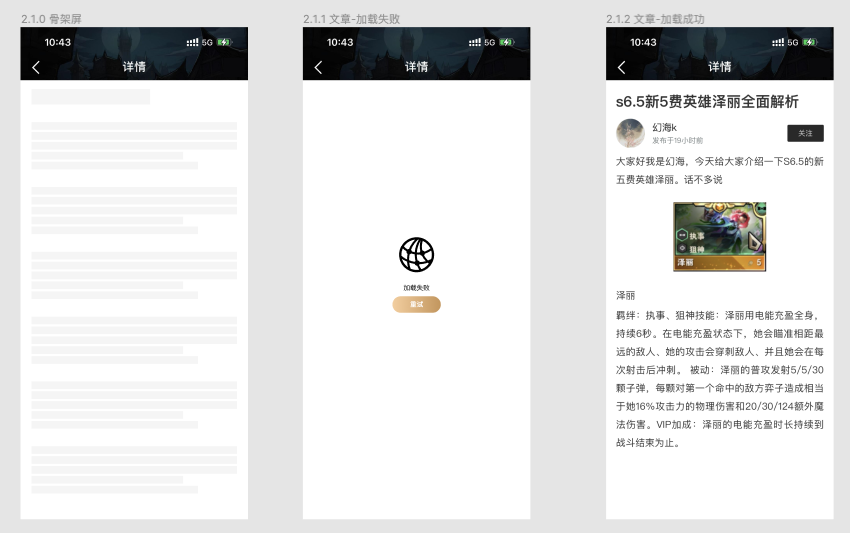 2.1.0 骨架屏
10:43
5G
详情
2.1.1 文章-加载失败
10:43
5G
详情
加载失败
重试
2.1.2 文章-加载成功
10:43
5G
详情
s6.5新5费英雄泽丽全面解析
幻海k
发布于19小时前
关注
大家好我是幻海，今天给大家介绍一下S6.5的新
五费英雄泽丽。话不多说
执事
狙神
泽丽
5
泽丽
羁绊：执事、狙神技能：泽丽用电能充盈全身，
持续6秒。在电能充盈状态下，她会瞄准相距最
远的敌人、她的攻击会穿刺敌人、并且她会在每
次射击后冲刺。 被动：泽丽的普攻发射5/5/30
颗子弹，每颗对第一个命中的敌方弈子造成相当
于她16%攻击力的物理伤害和20/30/124额外魔
法伤害。VIP加成：泽丽的电能充盈时长持续到
战斗结束为止。